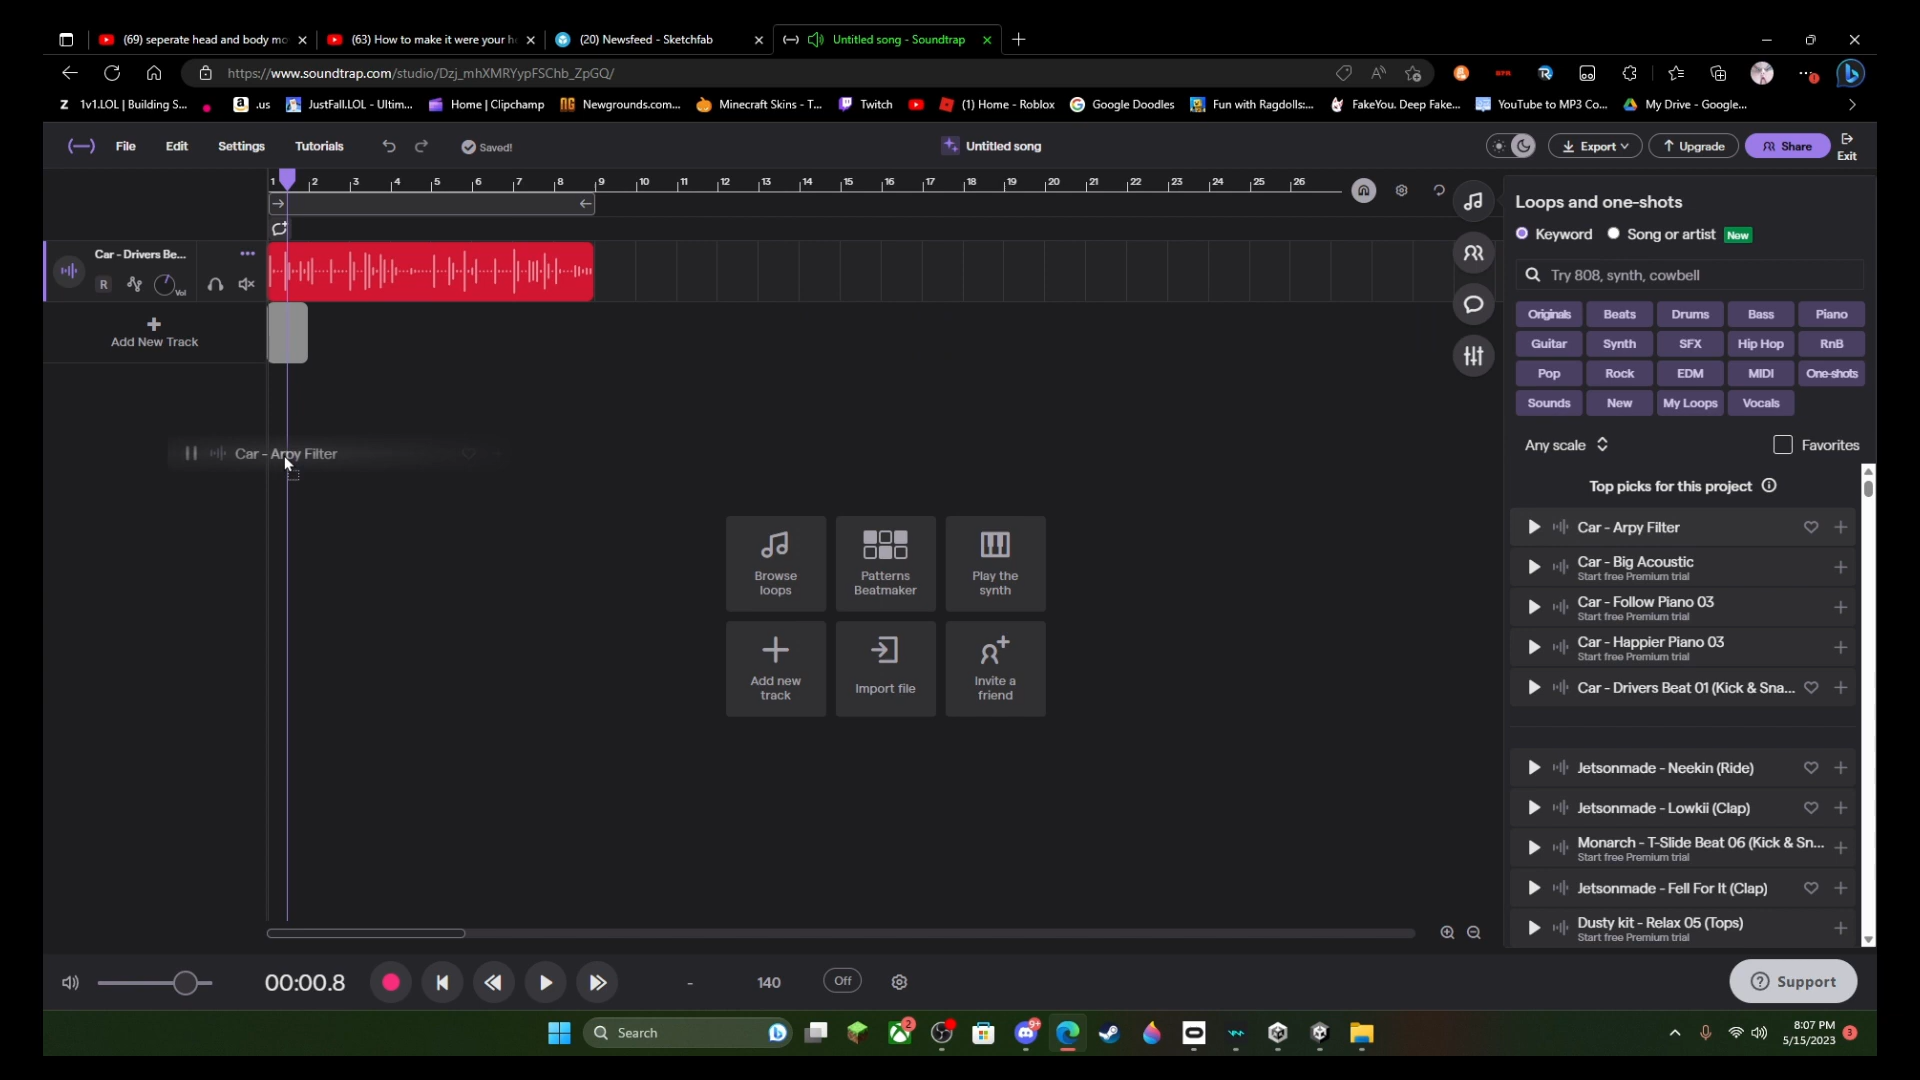 (69) seperate head and body mo
(63) How to make it were your h
(20) Newsfeed - Sketchfab
Untitled song - Soundtrap
https://www.soundtrap.com/studio/Dzj_mhXMRYypFSChb_ZpGQ/
1v1.LOL | Building S...
.us
JustFall.LOL - Ultim...
Home | Clipchamp
Newgrounds.com...
Minecraft Skins - T...
Twitch
(1) Home - Roblox
Google Doodles
Fun with Ragdolls:...
FakeYou. Deep Fake...
YouTube to MP3 Co...
My Drive - Google...
File
Edit
Settings
Tutorials
Saved!
Untitled song
Export
Upgrade
Share
Exit
1 2 3 4 5 6 7 8 9 10 11 12 13 14 15 16 17 18 19 20 21 22 23 24 25 26
Car - Drivers Be...
R
Vol
Add New Track
Car - Arpy Filter
Browse
loops
Patterns
Beatmaker
Play the
synth
Add new
track
Import file
Invite a
friend
Loops and one-shots
Keyword
Song or artist
New
Try 808, synth, cowbell
Originals
Beats
Drums
Bass
Piano
Guitar
Synth
SFX
Hip Hop
RnB
Pop
Rock
EDM
MIDI
One-shots
Sounds
New
My Loops
Vocals
Any scale
Favorites
Top picks for this project
Car - Arpy Filter
Car - Big Acoustic
Start free Premium trial
Car - Follow Piano 03
Start free Premium trial
Car - Happier Piano 03
Start free Premium trial
Car - Drivers Beat 01 (Kick & Sna...
Jetsonmade - Neekin (Ride)
Jetsonmade - Lowkii (Clap)
Monarch - T-Slide Beat 06 (Kick & Sn...
Start free Premium trial
Jetsonmade - Fell For It (Clap)
Dusty kit - Relax 05 (Tops)
Start free Premium trial
00:00.8
-
140
Off
Support
Search
2
9+
8:07 PM
5/15/2023
3